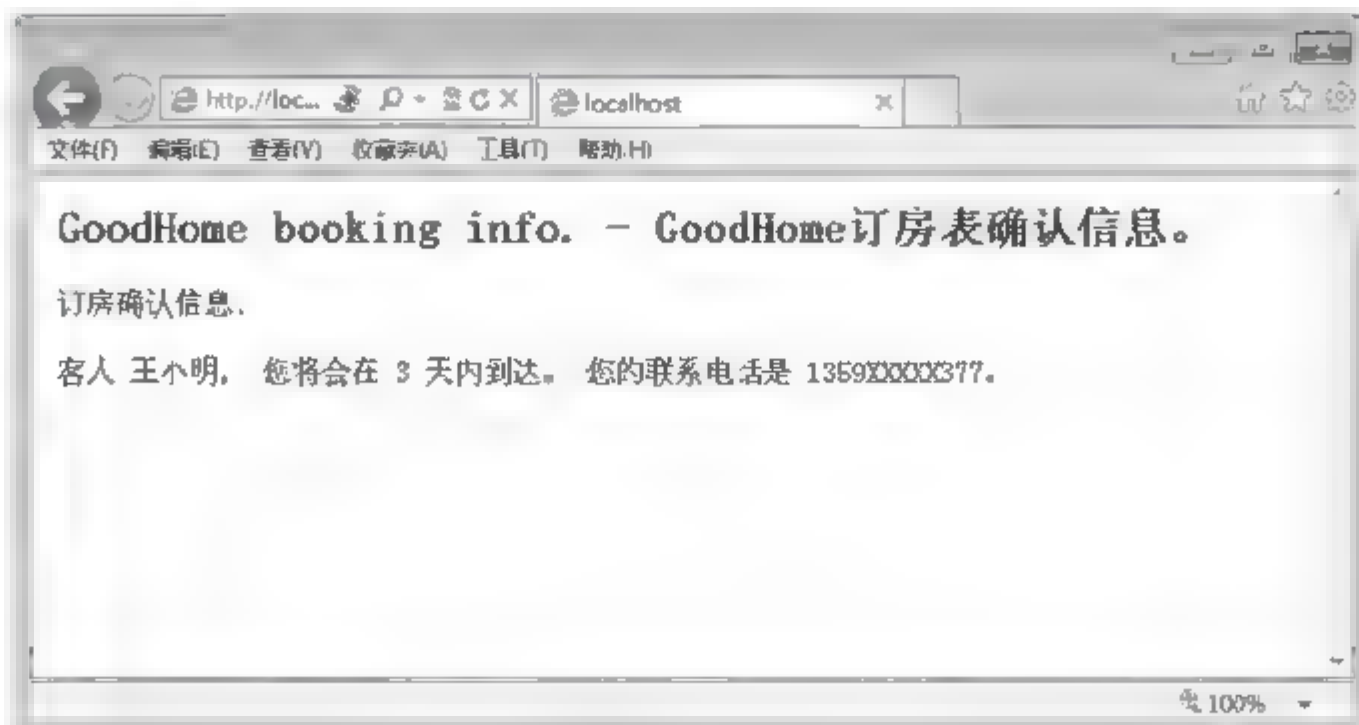 http://loc...
localhost
文件(F) 编辑(E) 查看(V) 收藏夹(A) 工具(T) 帮助(H)
GoodHome booking info. - GoodHome订房表确认信息。
订房确认信息.
客人 王小明, 您将会在 3 天内到达。 您的联系电话是 1359XXXXX377。
100%